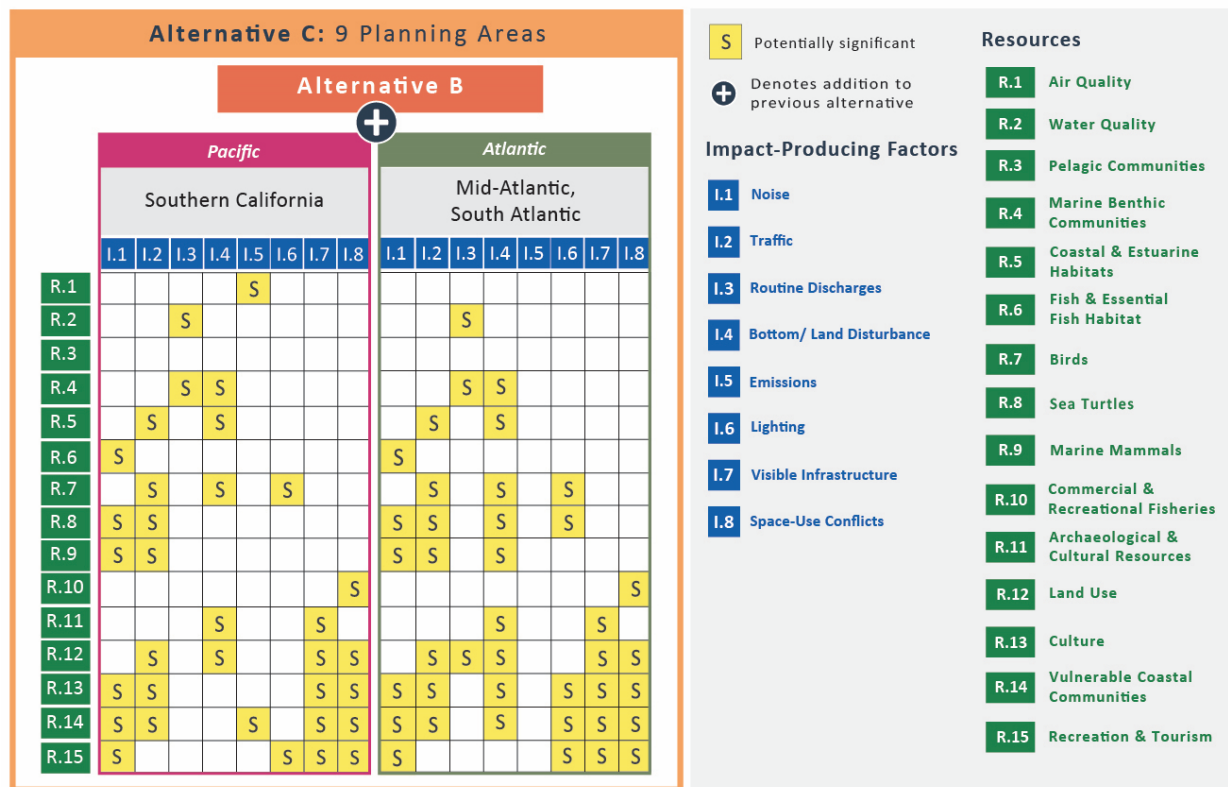 Alternative C: 9 Planning Areas
Alternative B
Pacific
Atlantic
Southern California
Mid-Atlantic,
South Atlantic
I.1 I.2 I.3 I.4 I.5 I.6 I.7 I.8 I.1 I.2 I.3 I.4 I.5 I.6 I.7 I.8
R.1 S
R.2 S S
R.3
R.4 S S S S
R.5 S S S S
R.6 S S
R.7 S S S S S S
R.8 S S S S S S
R.9 S S S S S
R.10 S S
R.11 S S S S
R.12 S S S S S S S S S
R.13 S S S S S S S S S S
R.14 S S S S S S S S S S S
R.15 S S S S S S S S
S Potentially significant
Denotes addition to
previous alternative
Impact-Producing Factors
I.1 Noise
I.2 Traffic
I.3 Routine Discharges
I.4 Bottom/ Land Disturbance
I.5 Emissions
I.6 Lighting
I.7 Visible Infrastructure
I.8 Space-Use Conflicts
Resources
R.1 Air Quality
R.2 Water Quality
R.3 Pelagic Communities
R.4 Marine Benthic
Communities
R.5 Coastal & Estuarine
Habitats
R.6 Fish & Essential
Fish Habitat
R.7 Birds
R.8 Sea Turtles
R.9 Marine Mammals
R.10 Commercial &
Recreational Fisheries
R.11 Archaeological &
Cultural Resources
R.12 Land Use
R.13 Culture
R.14 Vulnerable Coastal
Communities
R.15 Recreation & Tourism